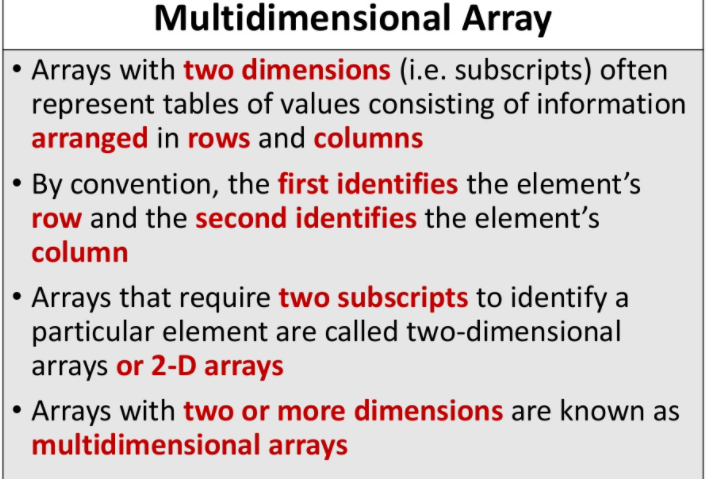 Multidimensional Array
• Arrays with two dimensions (i.e. subscripts) often
represent tables of values consisting of information
arranged in rows and columns
• By convention, the first identifies the element’s
row and the second identifies the element’s
column
• Arrays that require two subscripts to identify a
particular element are called two-dimensional
arrays or 2-D arrays
• Arrays with two or more dimensions are known as
multidimensional arrays